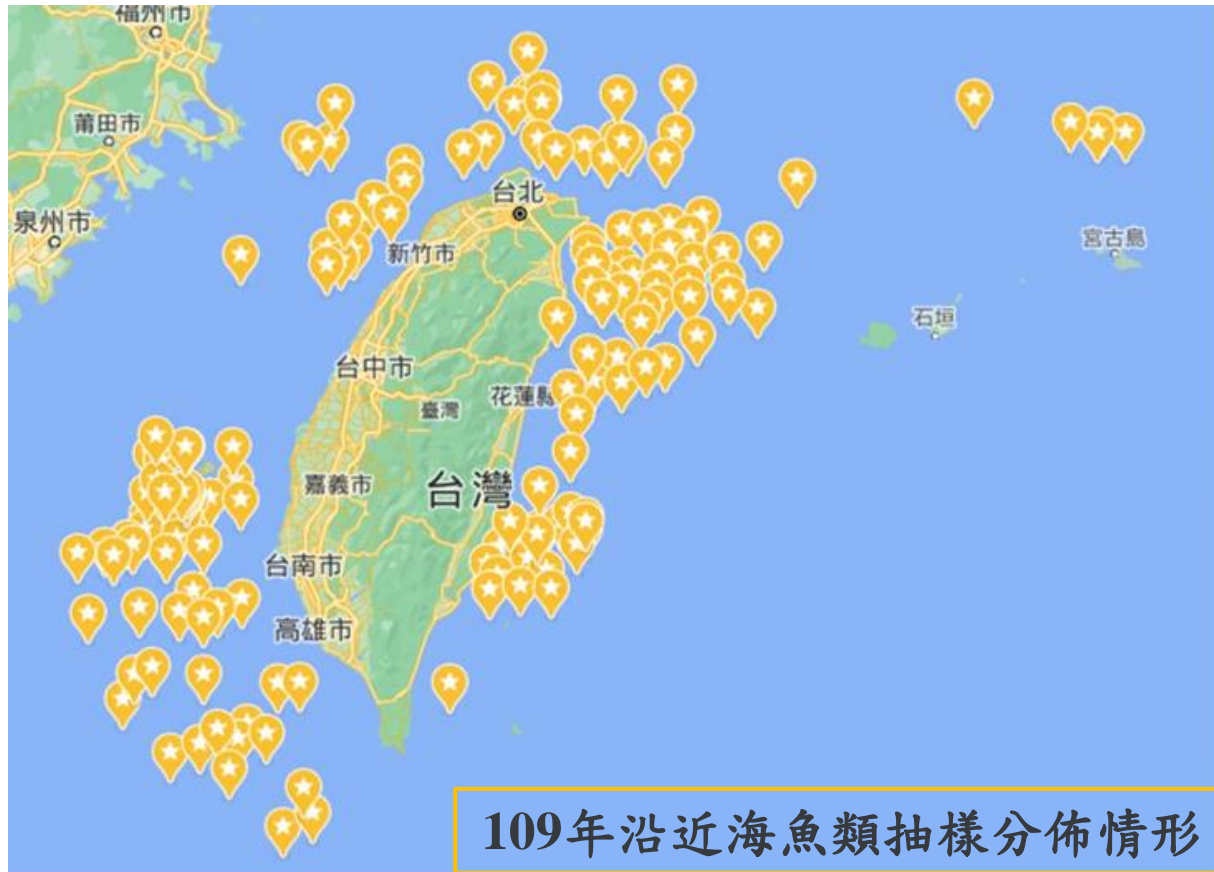 福州市
莆田市
泉州市
台北
新竹市
宮古島
石垣
台中市
花蓮縣
臺灣
嘉義市
台灣
台南市
高雄市
109年沿近海魚類抽樣分佈情形